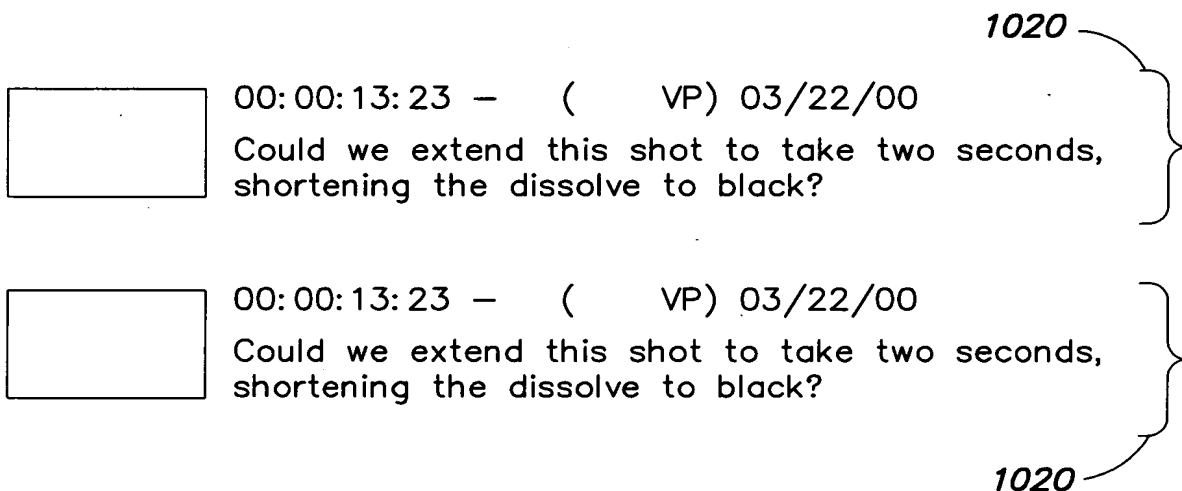 1020
00:00:13:23 – ( VP) 03/22/00
Could we extend this shot to take two seconds,
shortening the dissolve to black?
00:00:13:23 – ( VP) 03/22/00
Could we extend this shot to take two seconds,
shortening the dissolve to black?
1020